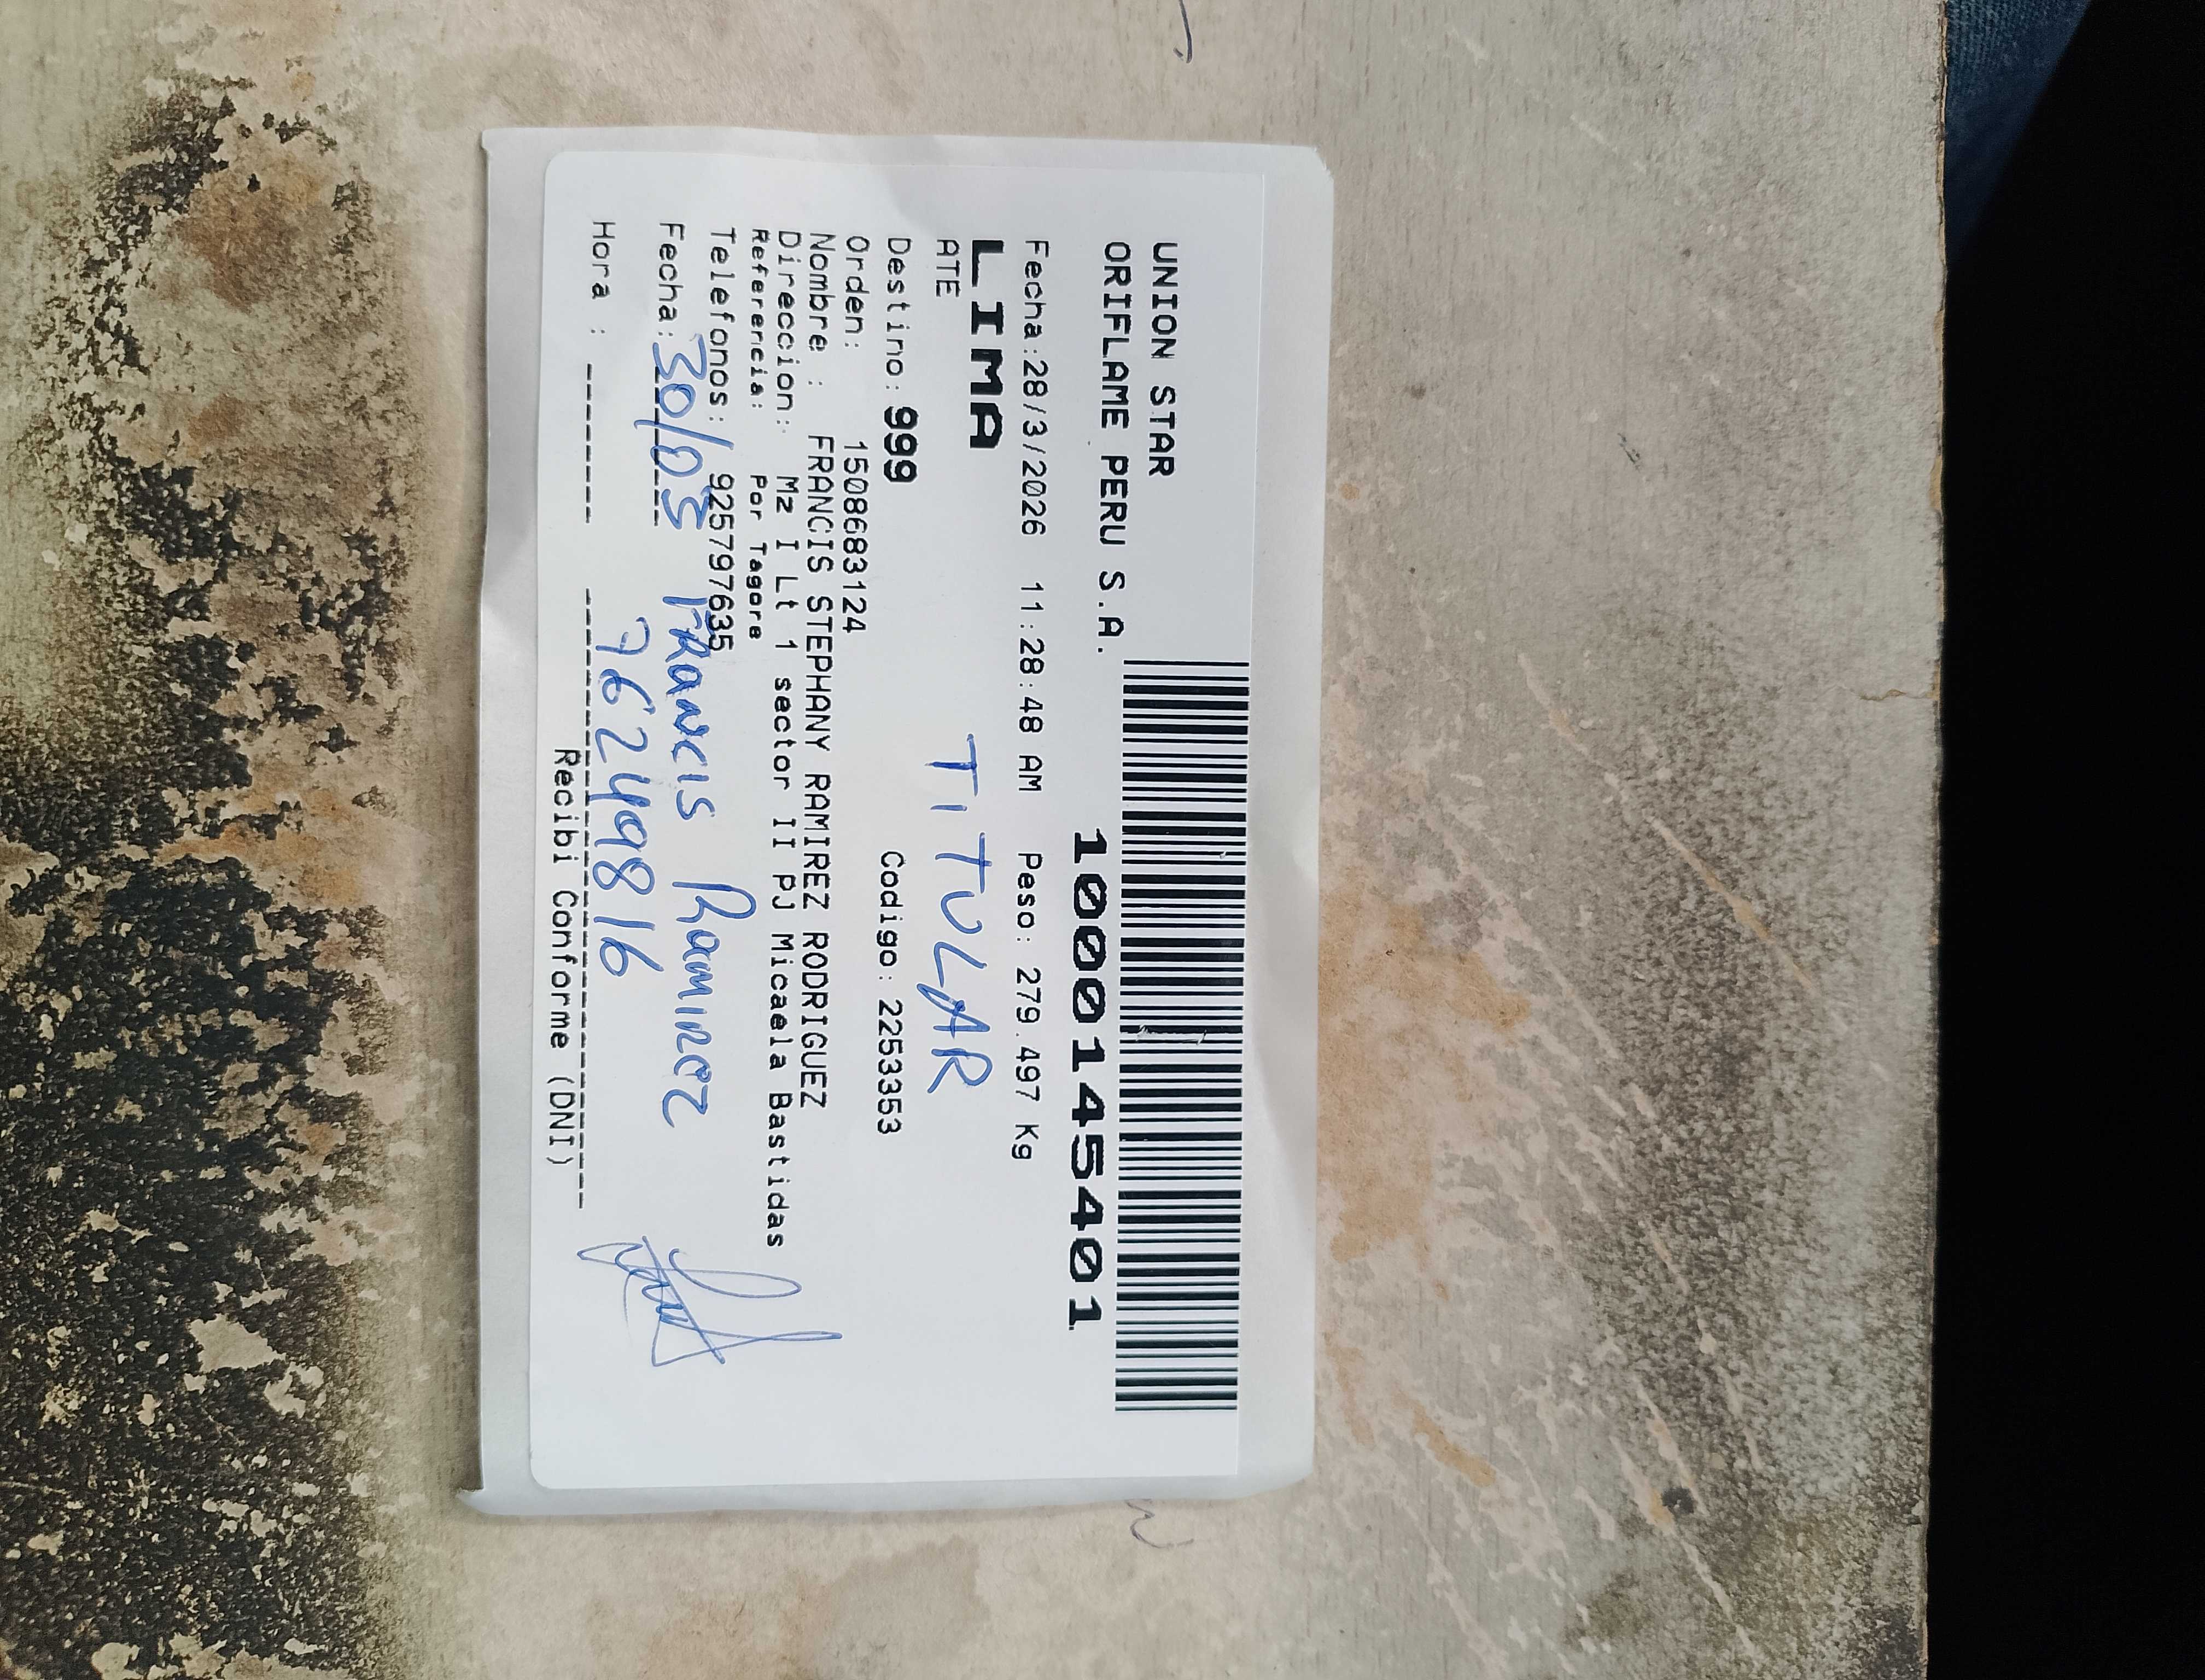 UNION STAR
ORIFLAME PERU S.A.
10001455401
Fecha:28/3/2026 11:28:48 AM Peso: 279.497 Kg
LIMA
ATE
TITULAR
Destino: 999 Codigo: 2253353
Orden: 1508683124
Nombre : FRANCIS STEPHANY RAMIREZ RODRIGUEZ
Direccion: Mz I Lt 1 sector II PJ Micaela Bastidas
Referencia: Por Tagore
Telefonos: 925797635
Fecha: 30/03 Francis Ramirez
Hora :
Recibi Conforme (DNI)